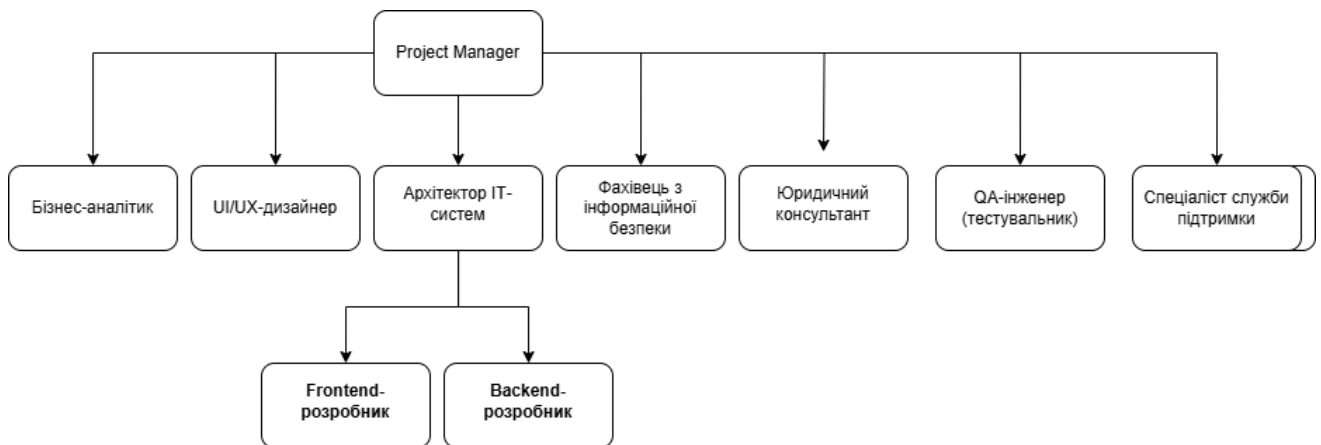 Project Manager
Бізнес-аналітик
UI/UX-дизайнер
Архітектор ІТ-
систем
Фахівець з
інформаційної
безпеки
Юридичний
консультант
QA-інженер
(тестувальник)
Спеціаліст служби
підтримки
Frontend-
розробник
Backend-
розробник